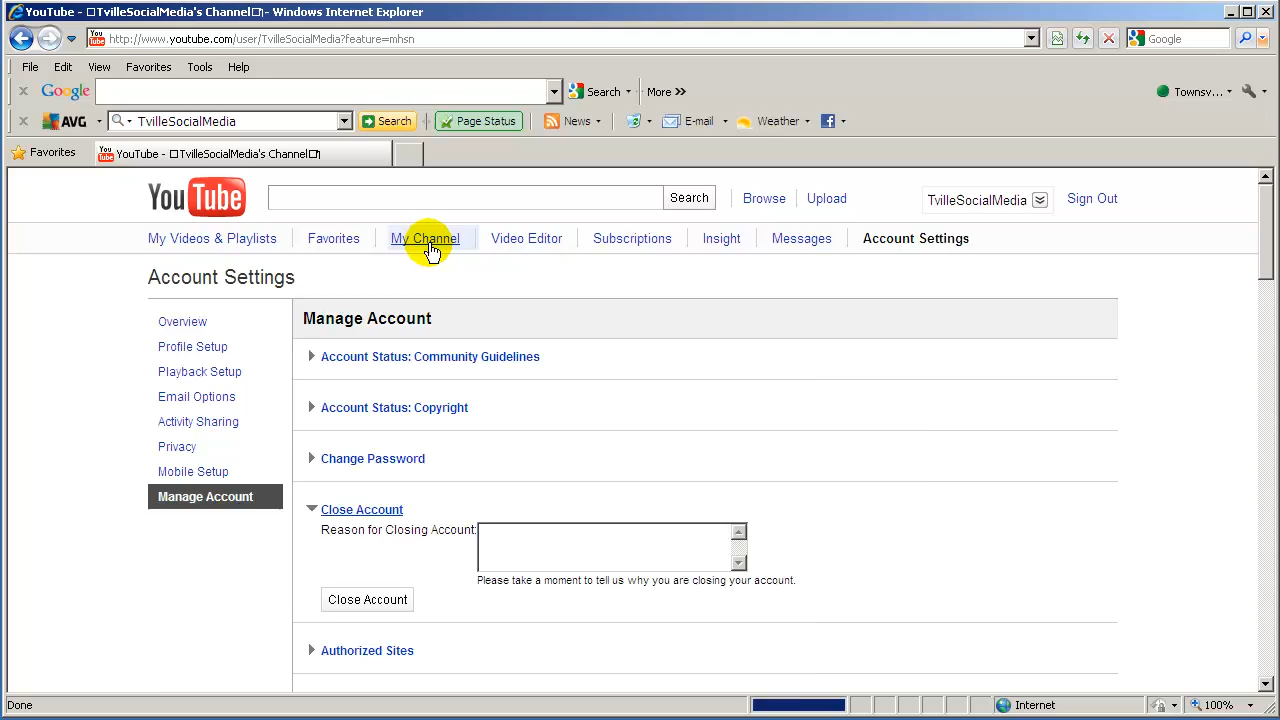 YouTube - □TvilleSocialMedia's Channel□ - Windows Internet Explorer
http://www.youtube.com/user/TvilleSocialMedia?feature=mhsn
Google
File Edit View Favorites Tools Help
Google Search More »
Townsv...
AVG TvilleSocialMedia Search Page Status News E-mail Weather
Favorites YouTube - □TvilleSocialMedia's Channel□
YouTube Search Browse Upload TvilleSocialMedia Sign Out
My Videos & Playlists Favorites My Channel Video Editor Subscriptions Insight Messages Account Settings
Account Settings
Overview
Profile Setup
Playback Setup
Email Options
Activity Sharing
Privacy
Mobile Setup
Manage Account
Manage Account
Account Status: Community Guidelines
Account Status: Copyright
Change Password
Close Account
Reason for Closing Account:
Please take a moment to tell us why you are closing your account.
Close Account
Authorized Sites
Done Internet 100%